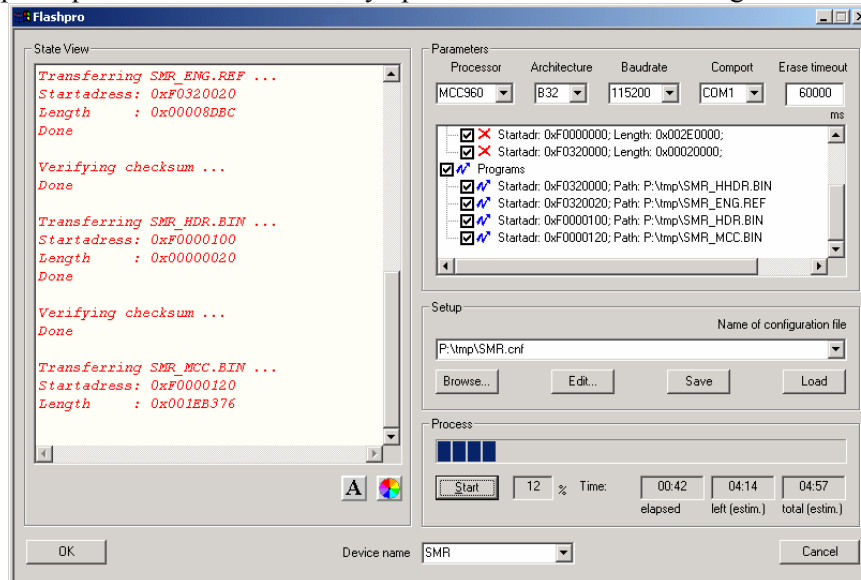 Flashpro
State View
Transferring SMR_ENG.REF ...
Startadress: 0xF0320020
Length : 0x00008DBC
Done
Verifying checksum ...
Done
Transferring SMR_HDR.BIN ...
Startadress: 0xF0000100
Length : 0x00000020
Done
Verifying checksum ...
Done
Transferring SMR_MCC.BIN ...
Startadress: 0xF0000120
Length : 0x001EB376
A
Parameters
Processor Architecture Baudrate Comport Erase timeout
MCC960 B32 115200 COM1 60000
ms
Startadr: 0xF0000000; Length: 0x002E0000;
Startadr: 0xF0320000; Length: 0x00020000;
Programs
Startadr: 0xF0320000; Path: P:\tmp\SMR_HHDR.BIN
Startadr: 0xF0320020; Path: P:\tmp\SMR_ENG.REF
Startadr: 0xF0000100; Path: P:\tmp\SMR_HDR.BIN
Startadr: 0xF0000120; Path: P:\tmp\SMR_MCC.BIN
Setup
Name of configuration file
P:\tmp\SMR.cnf
Browse... Edit... Save Load
Process
Start 12 % Time: 00:42 04:14 04:57
elapsed left (estim.) total (estim.)
OK Device name SMR Cancel